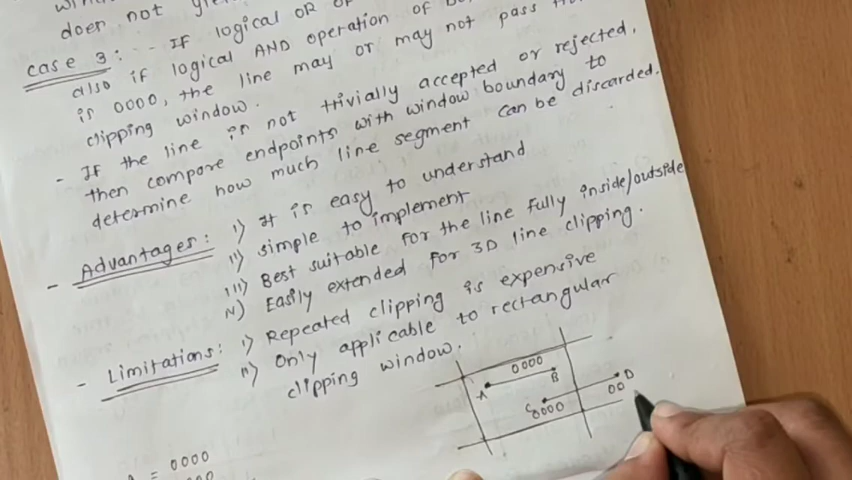 does not
case 3: - If logical OR
also if logical AND operation of
is 0000, the line may or may not pass
clipping window.
- If the line is not trivially accepted or rejected,
then compare endpoints with window boundary to
determine how much line segment can be discarded.
- Advantages: i) It is easy to understand
ii) simple to implement
iii) Best suitable for the line fully inside/outside
iv) Easily extended for 3D line clipping.
- Limitations: i) Repeated clipping is expensive
ii) Only applicable to rectangular
clipping window.
0000
A B
C D
0000 00
= 0000